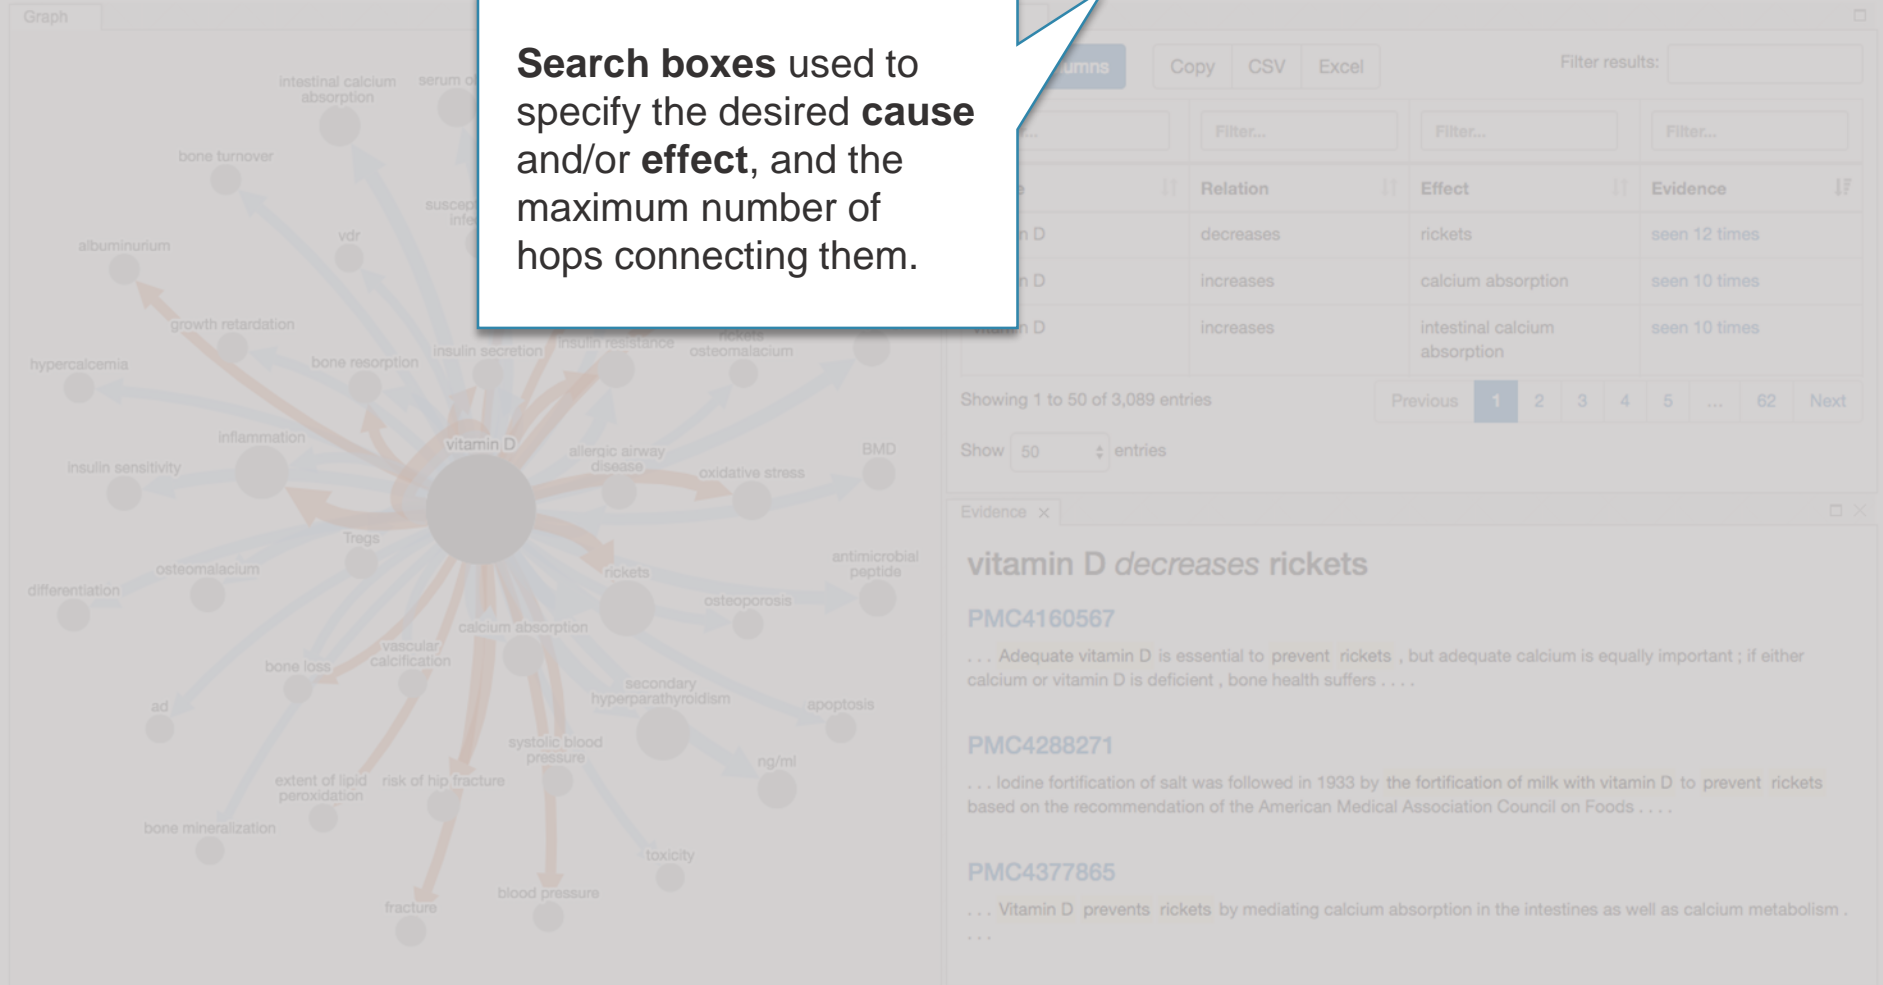 Graph
Search boxes used to
specify the desired cause
and/or effect, and the
maximum number of
hops connecting them.
intestinal calcium
absorption
bone turnover
albuminurium
vdr
growth retardation
hypercalcemia
bone resorption
insulin secretion
insulin resistance
rickets
osteomalacium
inflammation
vitamin D
allergic airway
disease
BMD
insulin sensitivity
oxidative stress
Tregs
osteomalacium
antimicrobial
peptide
rickets
differentiation
osteoporosis
calcium absorption
vascular
calcification
bone loss
secondary
hyperparathyroidism
ad
apoptosis
systolic blood
pressure
ng/ml
extent of lipid
peroxidation
risk of hip fracture
bone mineralization
toxicity
blood pressure
fracture
Copy CSV Excel
Filter results:
Filter... Filter... Filter...
Relation Effect Evidence
D decreases rickets seen 12 times
D increases calcium absorption seen 10 times
vitamin D increases intestinal calcium seen 10 times
absorption
Showing 1 to 50 of 3,089 entries
Previous 1 2 3 4 5 ... 62 Next
Show 50 entries
Evidence ×
vitamin D decreases rickets
PMC4160567
. . . Adequate vitamin D is essential to prevent rickets , but adequate calcium is equally important ; if either
calcium or vitamin D is deficient , bone health suffers . . . .
PMC4288271
. . . Iodine fortification of salt was followed in 1933 by the fortification of milk with vitamin D to prevent rickets
based on the recommendation of the American Medical Association Council on Foods . . . .
PMC4377865
. . . Vitamin D prevents rickets by mediating calcium absorption in the intestines as well as calcium metabolism .
. . .